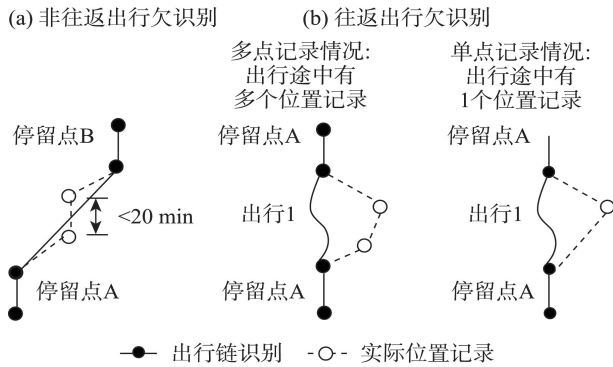 (a) 非往返出行欠识别
(b) 往返出行欠识别
多点记录情况:
出行途中有
多个位置记录
单点记录情况:
出行途中有
1个位置记录
停留点B
停留点A
停留点A
<20 min
出行1
出行1
停留点A
停留点A
停留点A
出行链识别
实际位置记录